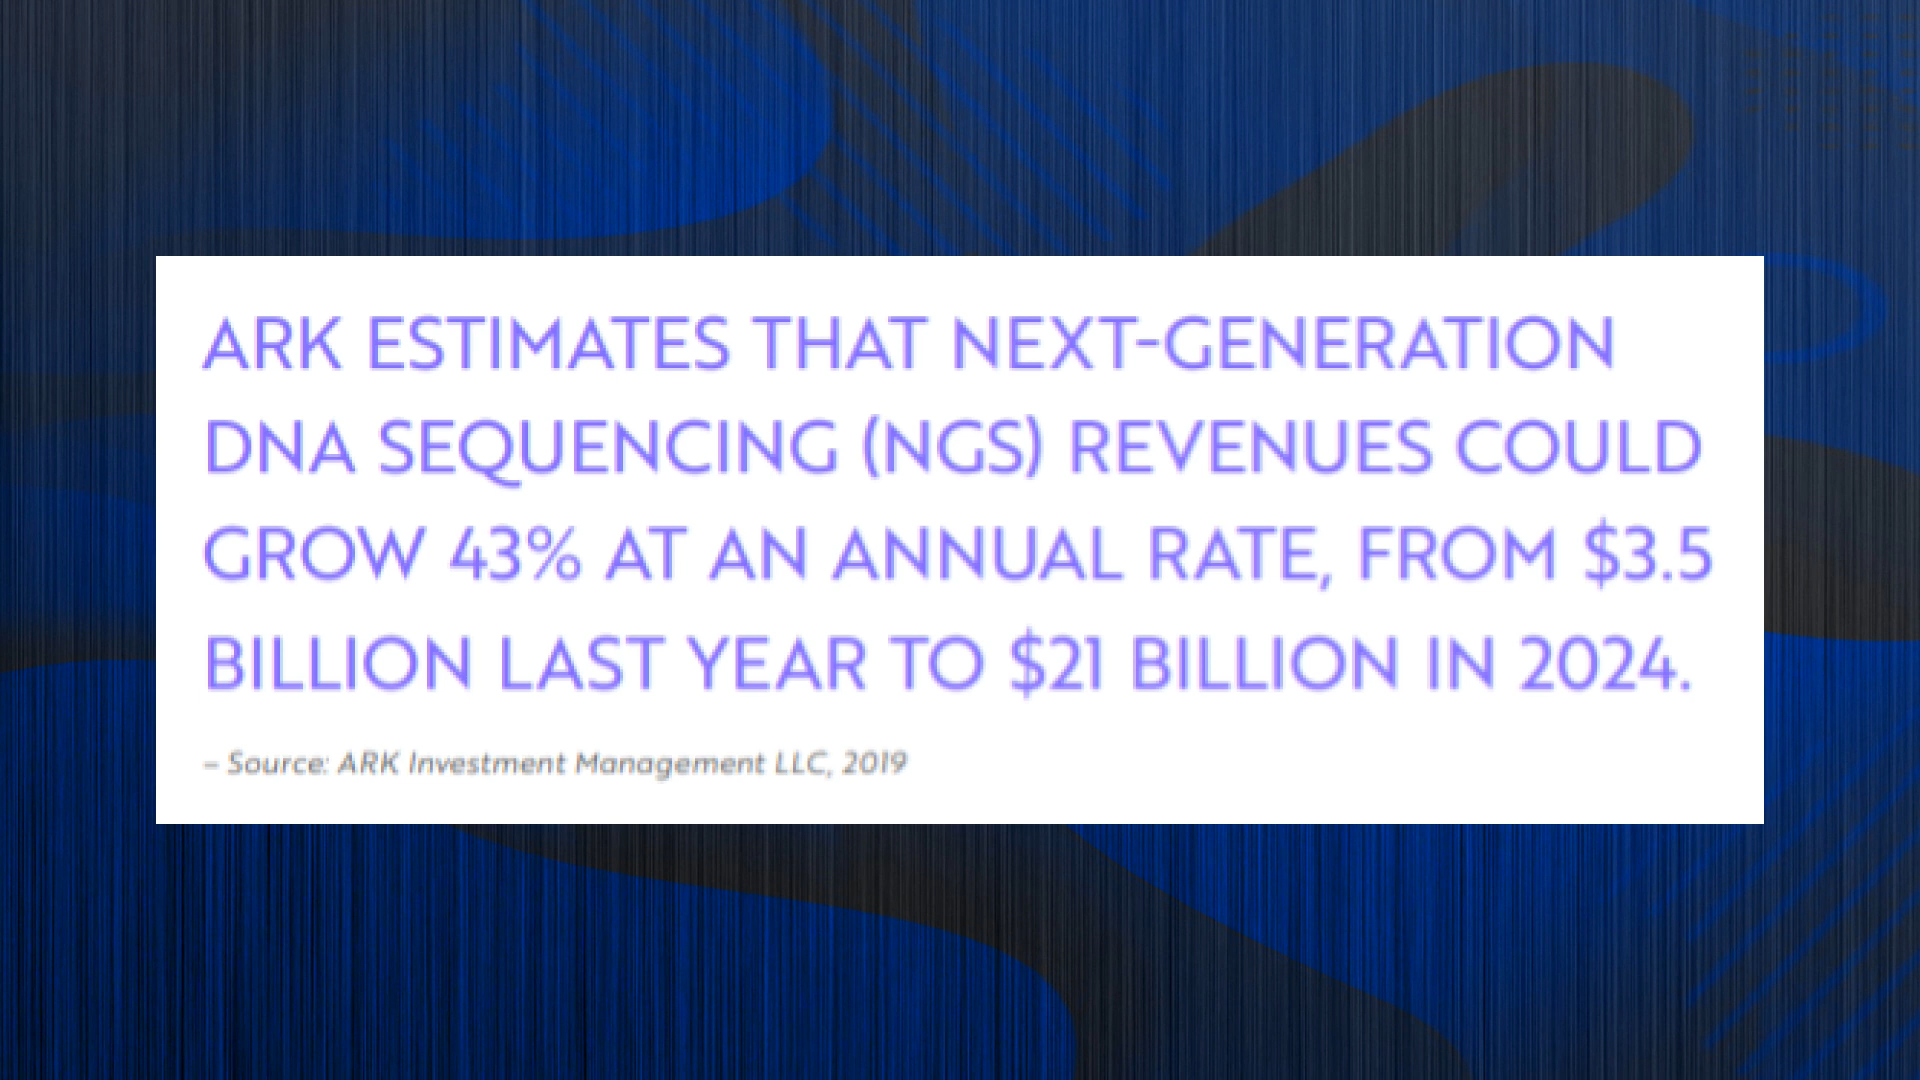 ARK ESTIMATES THAT NEXT-GENERATION
DNA SEQUENCING (NGS) REVENUES COULD
GROW 43% AT AN ANNUAL RATE, FROM $3.5
BILLION LAST YEAR TO $21 BILLION IN 2024.
– Source: ARK Investment Management LLC, 2019